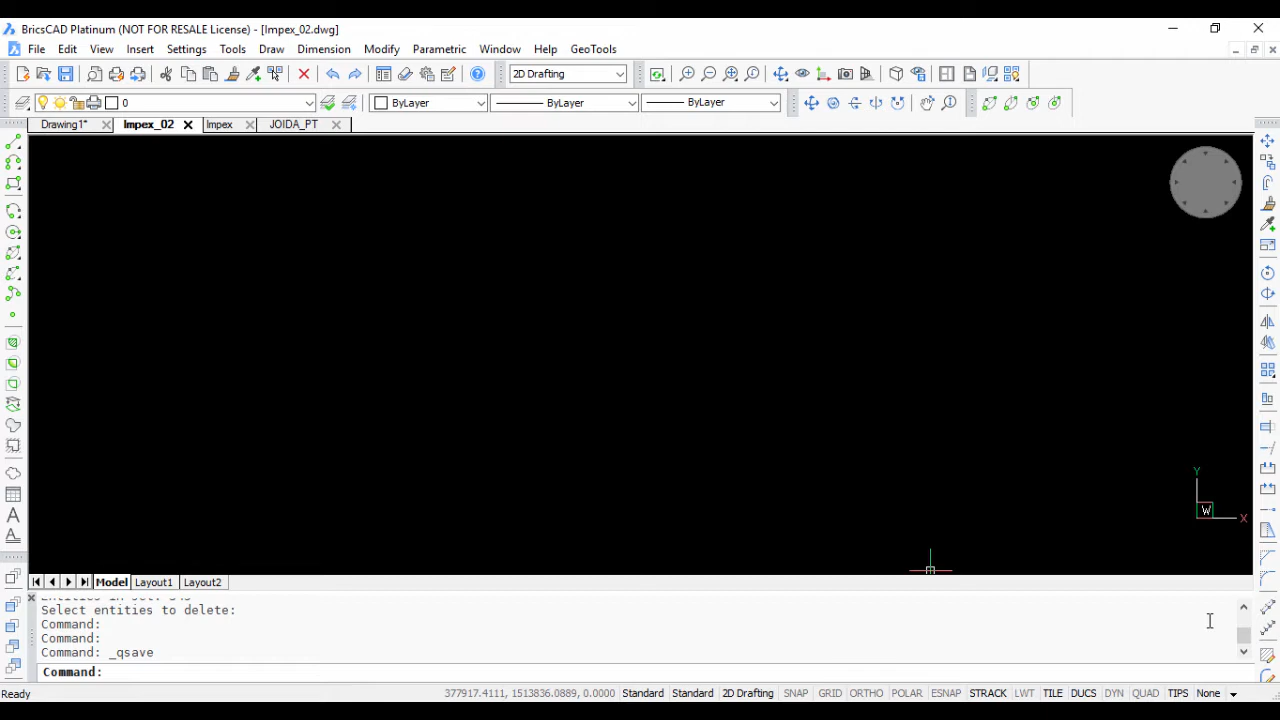 BricsCAD Platinum (NOT FOR RESALE License) - [Impex_02.dwg]
File Edit View Insert Settings Tools Draw Dimension Modify Parametric Window Help GeoTools
2D Drafting
0 ByLayer ByLayer ByLayer
Drawing1* Impex_02 Impex JOIDA_PT
Y
W
X
Model Layout1 Layout2
Select entities to delete:
Command:
Command:
Command: _qsave
Command:
Ready 377917.4111, 1513836.0889, 0.0000 Standard Standard 2D Drafting SNAP GRID ORTHO POLAR ESNAP STRACK LWT TILE DUCS DYN QUAD TIPS None